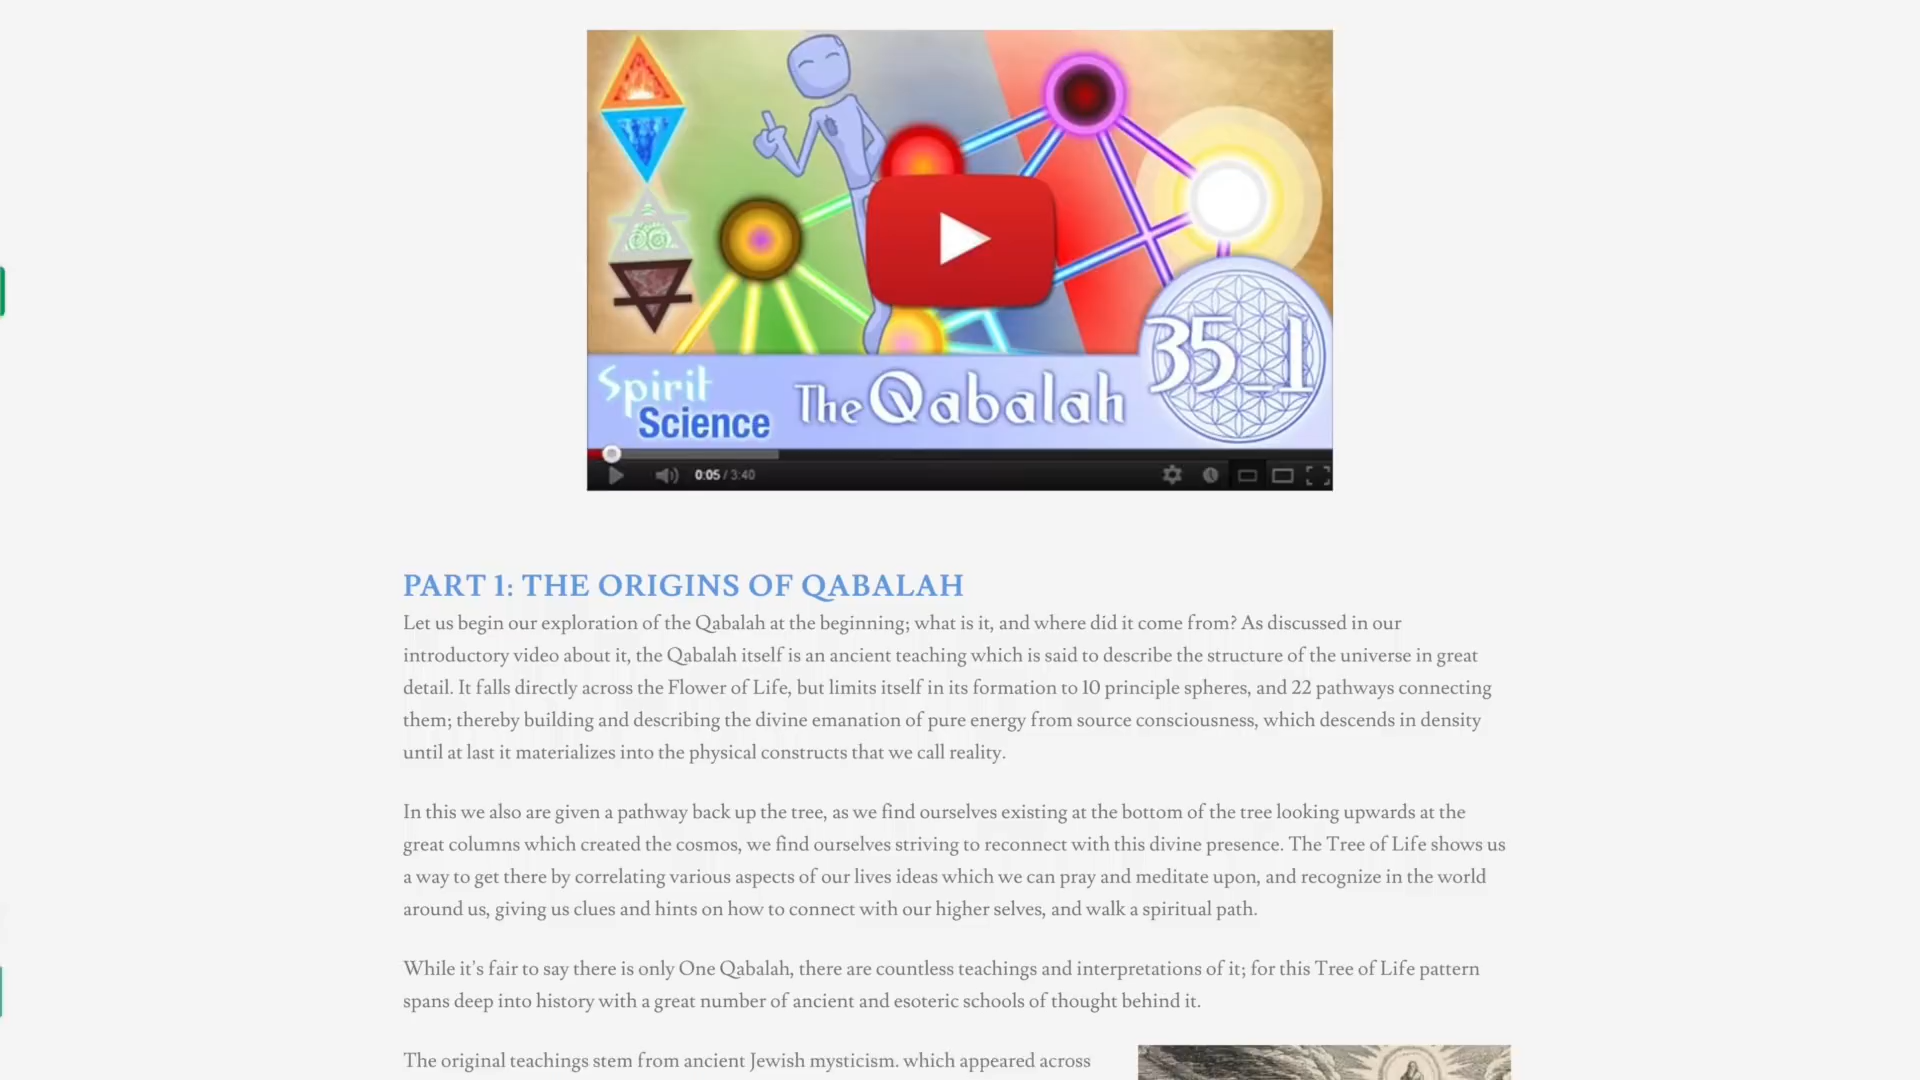 35_1
Spirit
Science
The Qabalah
0:05 / 3:40
PART 1: THE ORIGINS OF QABALAH
Let us begin our exploration of the Qabalah at the beginning; what is it, and where did it come from? As discussed in our
introductory video about it, the Qabalah itself is an ancient teaching which is said to describe the structure of the universe in great
detail. It falls directly across the Flower of Life, but limits itself in its formation to 10 principle spheres, and 22 pathways connecting
them; thereby building and describing the divine emanation of pure energy from source consciousness, which descends in density
until at last it materializes into the physical constructs that we call reality.
In this we also are given a pathway back up the tree, as we find ourselves existing at the bottom of the tree looking upwards at the
great columns which created the cosmos, we find ourselves striving to reconnect with this divine presence. The Tree of Life shows us
a way to get there by correlating various aspects of our lives ideas which we can pray and meditate upon, and recognize in the world
around us, giving us clues and hints on how to connect with our higher selves, and walk a spiritual path.
While it's fair to say there is only One Qabalah, there are countless teachings and interpretations of it; for this Tree of Life pattern
spans deep into history with a great number of ancient and esoteric schools of thought behind it.
The original teachings stem from ancient Jewish mysticism. which appeared across